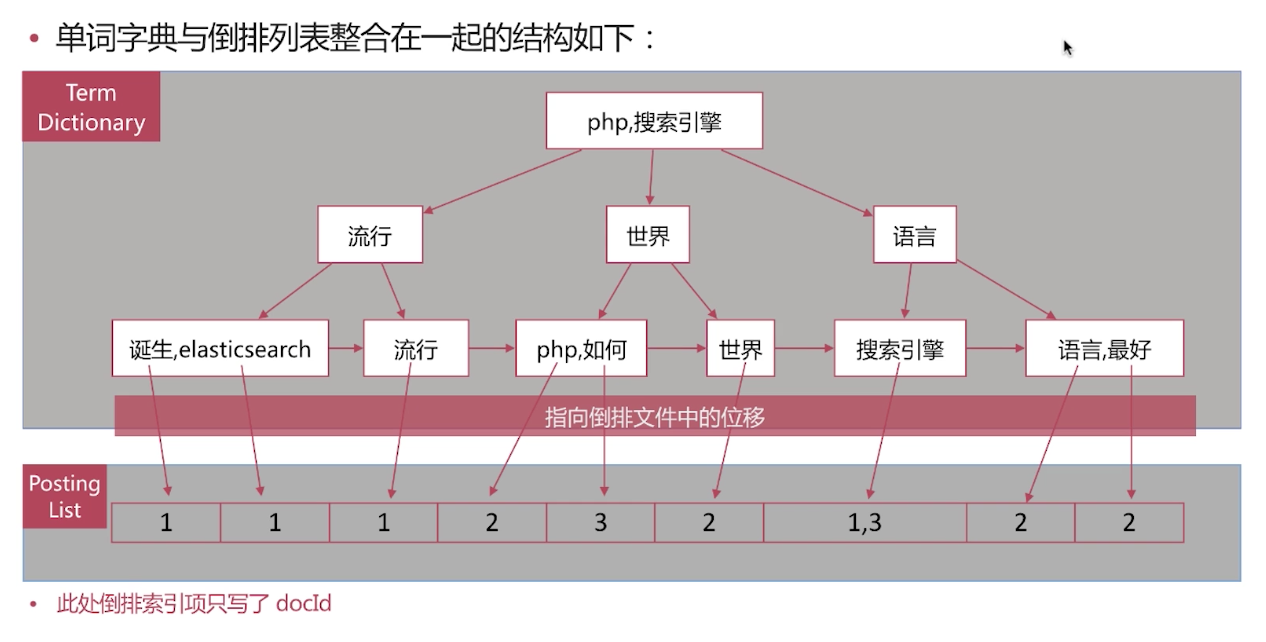 • 单词字典与倒排列表整合在一起的结构如下：
Term
Dictionary
php,搜索引擎
流行
世界
语言
诞生,elasticsearch
流行
php,如何
世界
搜索引擎
语言,最好
指向倒排文件中的位移
Posting
List
1
1
1
2
3
2
1,3
2
2
• 此处倒排索引项只写了 docId